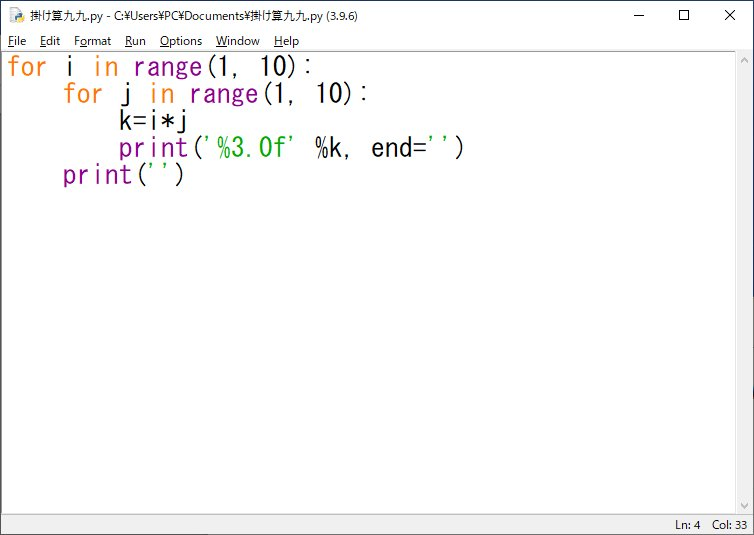 掛け算九九.py - C:¥Users¥PC¥Documents¥掛け算九九.py (3.9.6)
File Edit Format Run Options Window Help
for i in range(1, 10):
    for j in range(1, 10):
        k=i*j
        print('%3.0f' %k, end='')
    print('')
Ln: 4 Col: 33